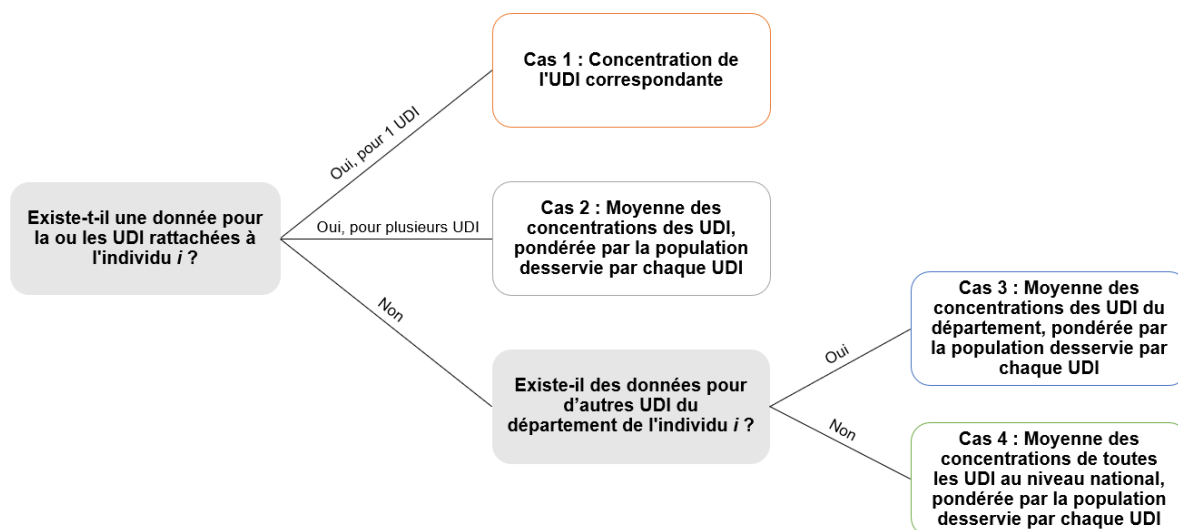 Cas 1 : Concentration de
l'UDI correspondante
Oui, pour 1 UDI
Existe-t-il une donnée pour
la ou les UDI rattachées à
l'individu i ?
Oui, pour plusieurs UDI
Cas 2 : Moyenne des
concentrations des UDI,
pondérée par la population
desservie par chaque UDI
Non
Existe-il des données pour
d’autres UDI du
département de l'individu i ?
Oui
Cas 3 : Moyenne des
concentrations des UDI du
département, pondérée par
la population desservie par
chaque UDI
Non
Cas 4 : Moyenne des
concentrations de toutes
les UDI au niveau national,
pondérée par la population
desservie par chaque UDI